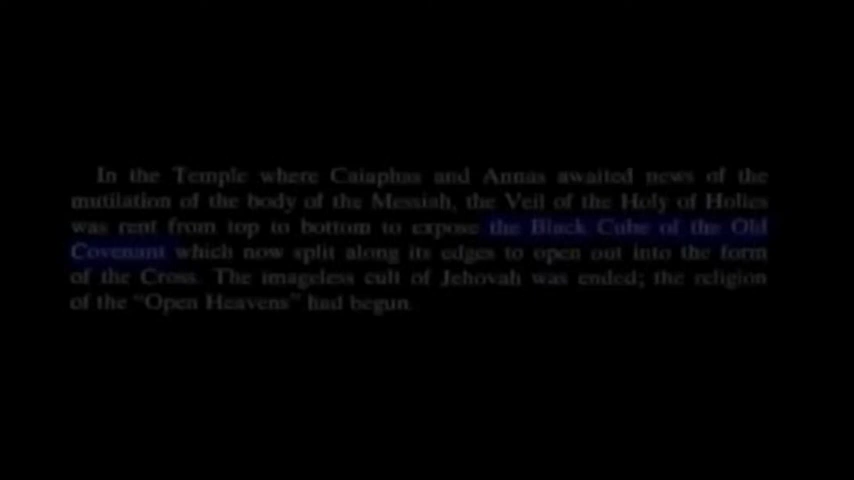 In the Temple where Caiaphas and Annas awaited news of the
mutilation of the body of the Messiah, the Veil of the Holy of Holies
was rent from top to bottom to expose the Black Cube of the Old
Covenant which now split along its edges to open out into the form
of the Cross. The imageless cult of Jehovah was ended; the religion
of the “Open Heavens” had begun.